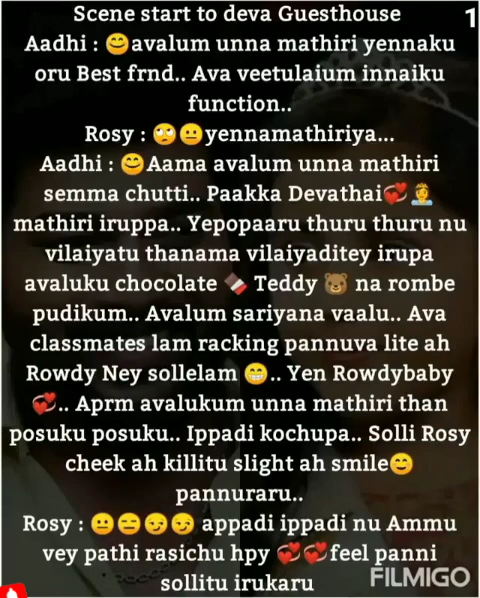 Scene start to deva Guesthouse
1
Aadhi : 😊avalum unna mathiri yennaku
oru Best frnd.. Ava veetulaium innaiku
function..
Rosy : 🙄😐yennamathiriya...
Aadhi : 😊Aama avalum unna mathiri
semma chutti.. Paakka Devathai💞👸
mathiri iruppa.. Yepopaaru thuru thuru nu
vilaiyatu thanama vilaiyaditey irupa
avaluku chocolate 🍫 Teddy 🧸 na rombe
pudikum.. Avalum sariyana vaalu.. Ava
classmates lam racking pannuva lite ah
Rowdy Ney sollelam 😁.. Yen Rowdybaby
💞.. Aprm avalukum unna mathiri than
posuku posuku.. Ippadi kochupa.. Solli Rosy
cheek ah killitu slight ah smile😊
pannuraru..
Rosy : 😐😑😏😏 appadi ippadi nu Ammu
vey pathi rasichu hpy 💞💞feel panni
sollitu irukaru
FILMIGO